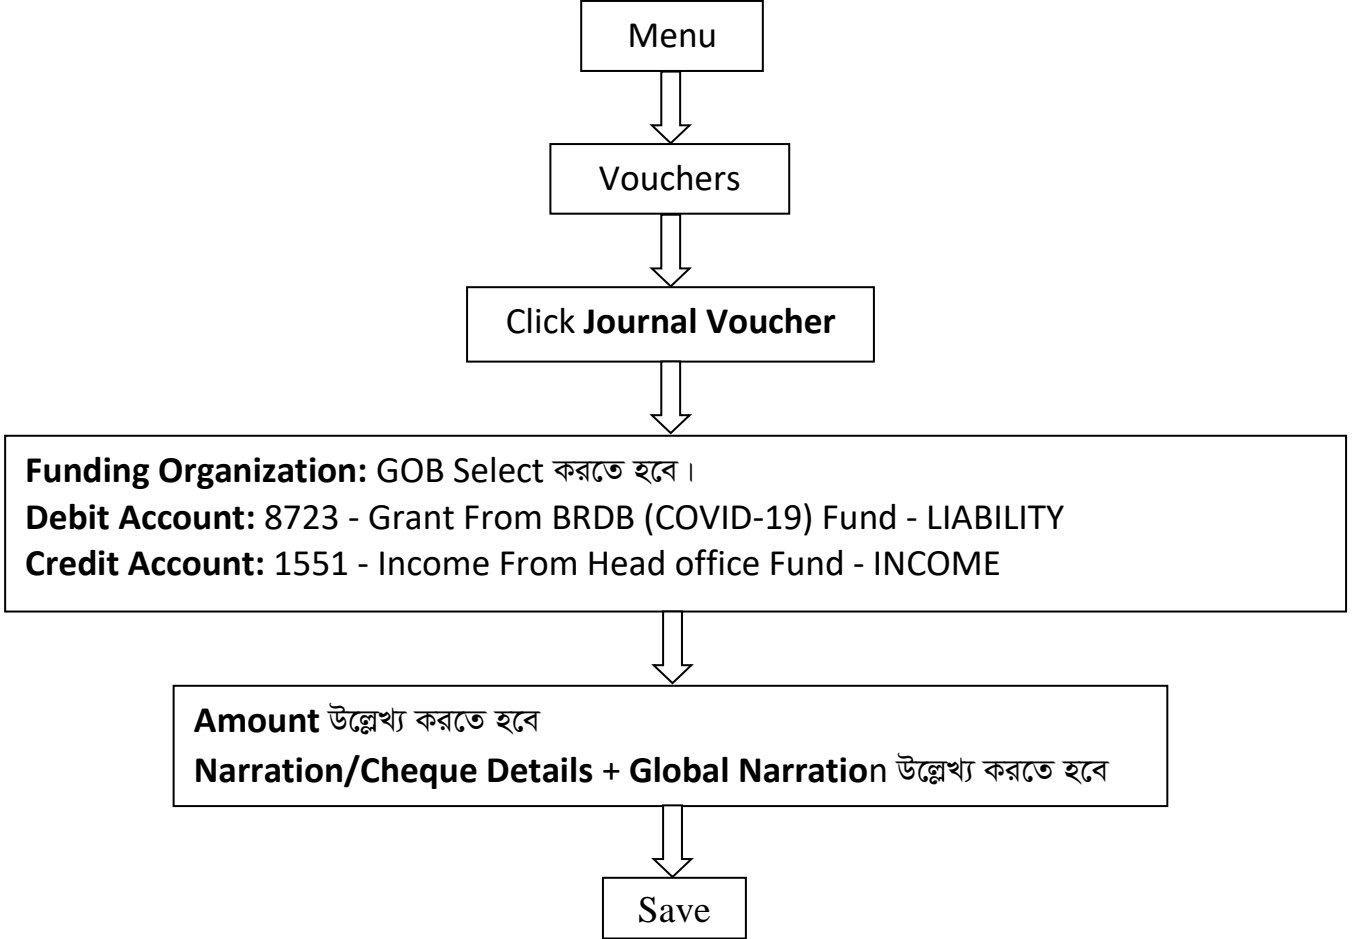 Menu
Vouchers
Click Journal Voucher
Funding Organization: GOB Select করতে হবে।
Debit Account: 8723 - Grant From BRDB (COVID-19) Fund - LIABILITY
Credit Account: 1551 - Income From Head office Fund - INCOME
Amount উল্লেখ্য করতে হবে
Narration/Cheque Details + Global Narration উল্লেখ্য করতে হবে
Save